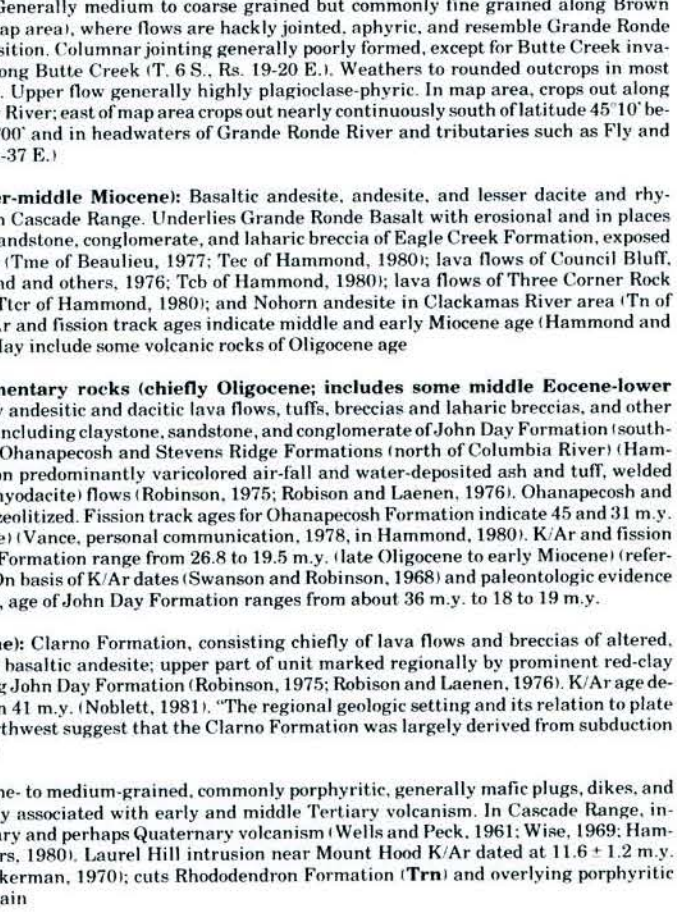 Generally medium to coarse grained but commonly fine grained along Brown
ap area), where flows are hackly jointed, aphyric, and resemble Grande Ronde
sition. Columnar jointing generally poorly formed, except for Butte Creek inva-
ong Butte Creek (T. 6 S., Rs. 19-20 E.). Weathers to rounded outcrops in most
. Upper flow generally highly plagioclase-phyric. In map area, crops out along
River; east of map area crops out nearly continuously south of latitude 45°10' be-
'00' and in headwaters of Grande Ronde River and tributaries such as Fly and
-37 E.)
r-middle Miocene): Basaltic andesite, andesite, and lesser dacite and rhy-
n Cascade Range. Underlies Grande Ronde Basalt with erosional and in places
andstone, conglomerate, and laharic breccia of Eagle Creek Formation, exposed
(Tme of Beaulieu, 1977; Tec of Hammond, 1980); lava flows of Council Bluff,
nd and others, 1976; Tcb of Hammond, 1980); lava flows of Three Corner Rock
Ttcr of Hammond, 1980); and Nohorn andesite in Clackamas River area (Tn of
r and fission track ages indicate middle and early Miocene age (Hammond and
May include some volcanic rocks of Oligocene age
mentary rocks (chiefly Oligocene; includes some middle Eocene-lower
y andesitic and dacitic lava flows, tuffs, breccias and laharic breccias, and other
including claystone, sandstone, and conglomerate of John Day Formation (south-
Ohanapecosh and Stevens Ridge Formations (north of Columbia River) (Ham-
on predominantly varicolored air-fall and water-deposited ash and tuff, welded
hyodacite) flows (Robinson, 1975; Robison and Laenen, 1976). Ohanapecosh and
zeolitized. Fission track ages for Ohanapecosh Formation indicate 45 and 31 m.y.
e) (Vance, personal communication, 1978, in Hammond, 1980). K/Ar and fission
Formation range from 26.8 to 19.5 m.y. (late Oligocene to early Miocene) (refer-
On basis of K/Ar dates (Swanson and Robinson, 1968) and paleontologic evidence
, age of John Day Formation ranges from about 36 m.y. to 18 to 19 m.y.
ne): Clarno Formation, consisting chiefly of lava flows and breccias of altered,
basaltic andesite; upper part of unit marked regionally by prominent red-clay
g John Day Formation (Robinson, 1975; Robison and Laenen, 1976). K/Ar age de-
n 41 m.y. (Noblett, 1981). "The regional geologic setting and its relation to plate
thwest suggest that the Clarno Formation was largely derived from subduction
ne- to medium-grained, commonly porphyritic, generally mafic plugs, dikes, and
y associated with early and middle Tertiary volcanism. In Cascade Range, in-
ary and perhaps Quaternary volcanism (Wells and Peck, 1961; Wise, 1969; Ham-
rs, 1980). Laurel Hill intrusion near Mount Hood K/Ar dated at 11.6 ± 1.2 m.y.
kerman, 1970); cuts Rhododendron Formation (Trn) and overlying porphyritic
ain